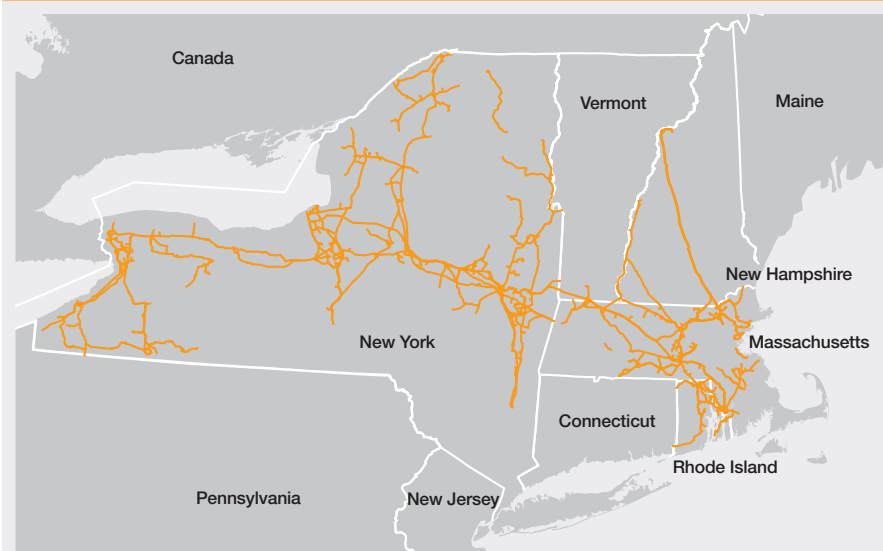 Canada
Vermont
Maine
New Hampshire
New York
Massachusetts
Connecticut
Rhode Island
Pennsylvania
New Jersey